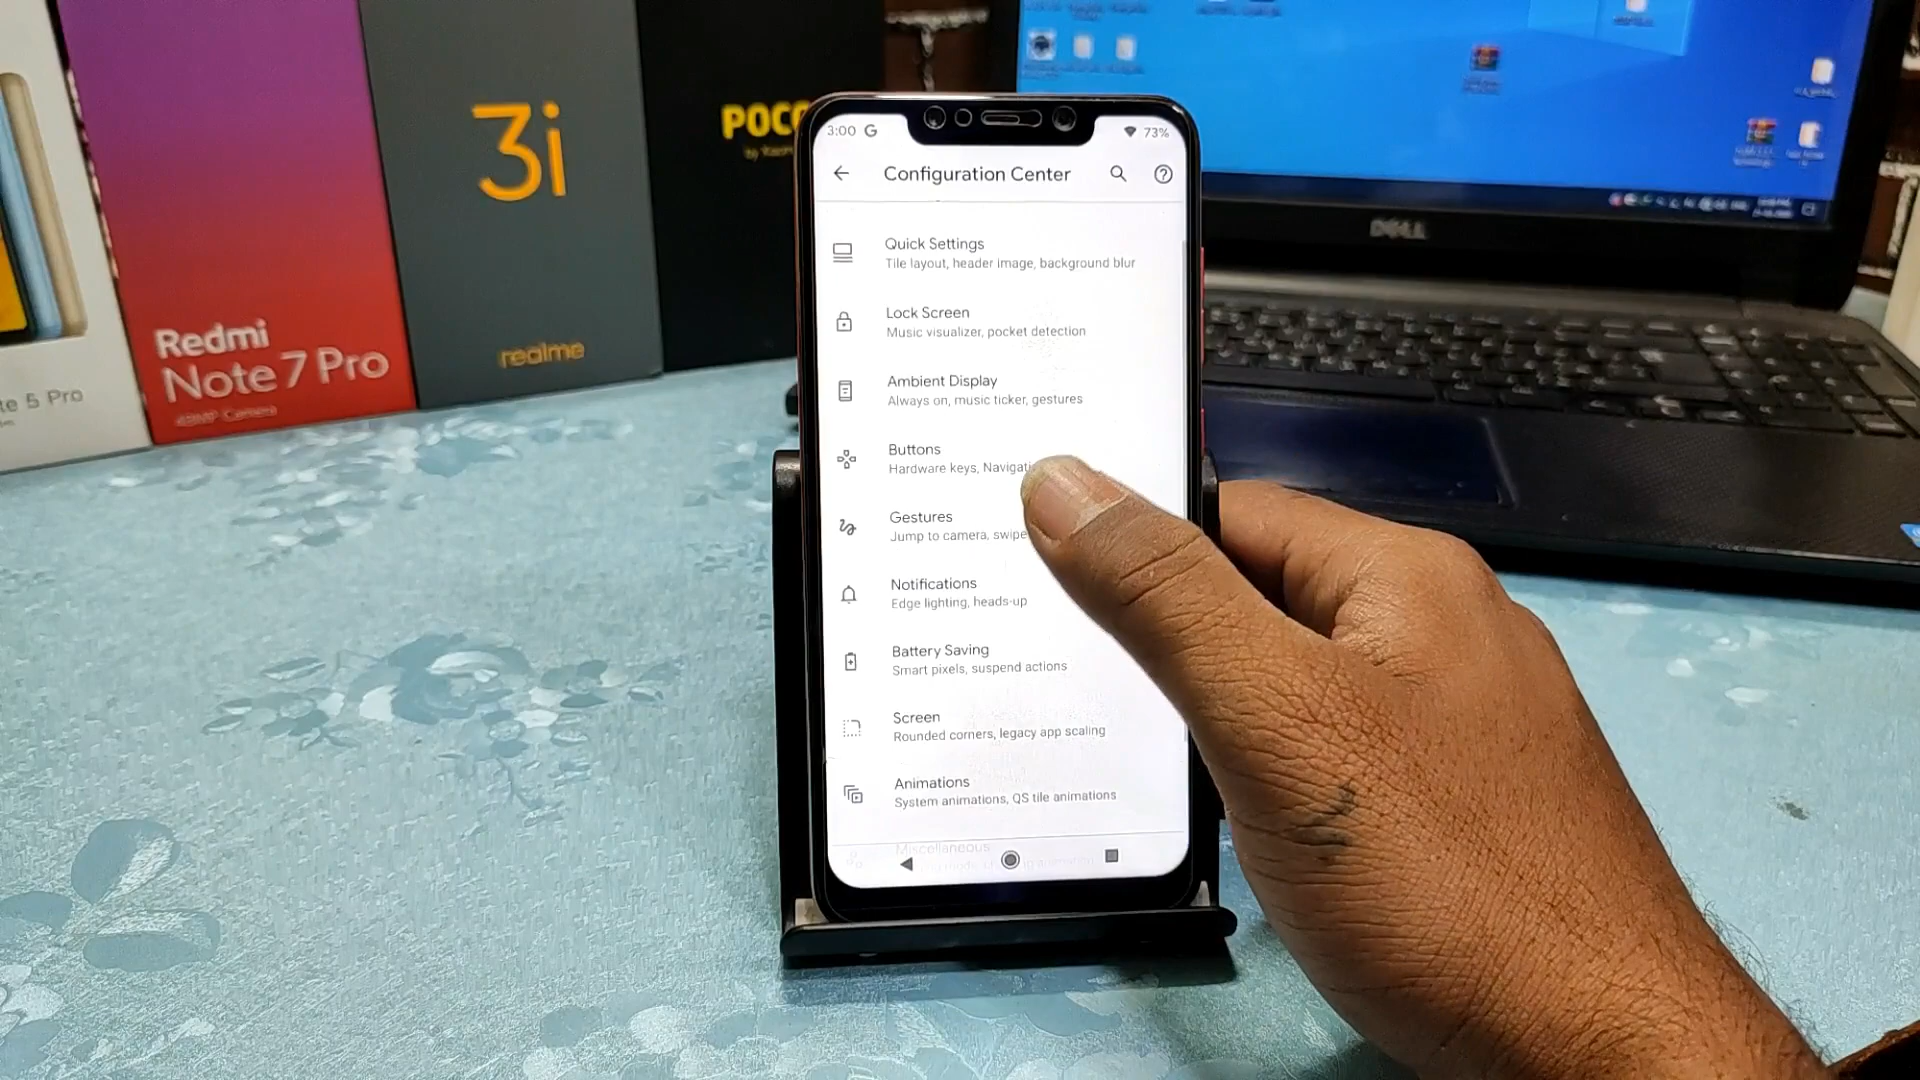 te 5 Pro
Redmi
Note 7 Pro
48MP Camera
3i
realme
POCO
DELL
3:00 G
73%
Configuration Center
Quick Settings
Tile layout, header image, background blur
Lock Screen
Music visualizer, pocket detection
Ambient Display
Always on, music ticker, gestures
Buttons
Hardware keys, Navigati
Gestures
Jump to camera, swipe
Notifications
Edge lighting, heads-up
Battery Saving
Smart pixels, suspend actions
Screen
Rounded corners, legacy app scaling
Animations
System animations, QS tile animations
Miscellaneous